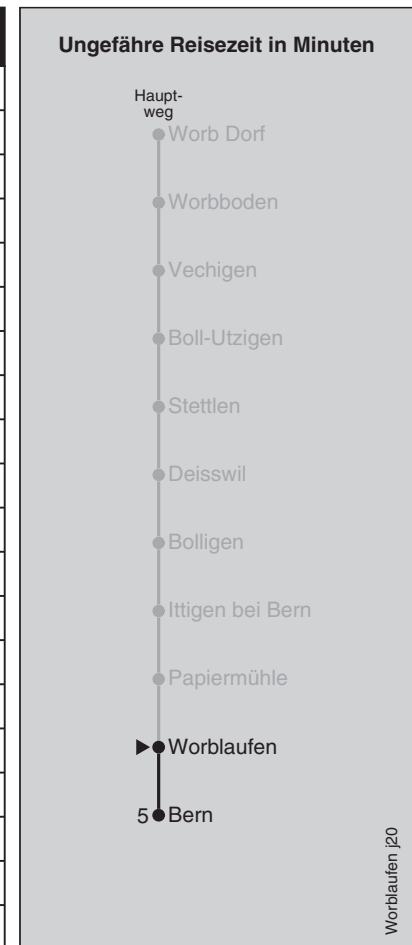 Ungefähre Reisezeit in Minuten
Haupt-
weg
Worb Dorf
Worbboden
Vechigen
Boll-Utzigen
Stettlen
Deisswil
Bolligen
Ittigen bei Bern
Papiermühle
Worblaufen
5 Bern
Worblaufen j20